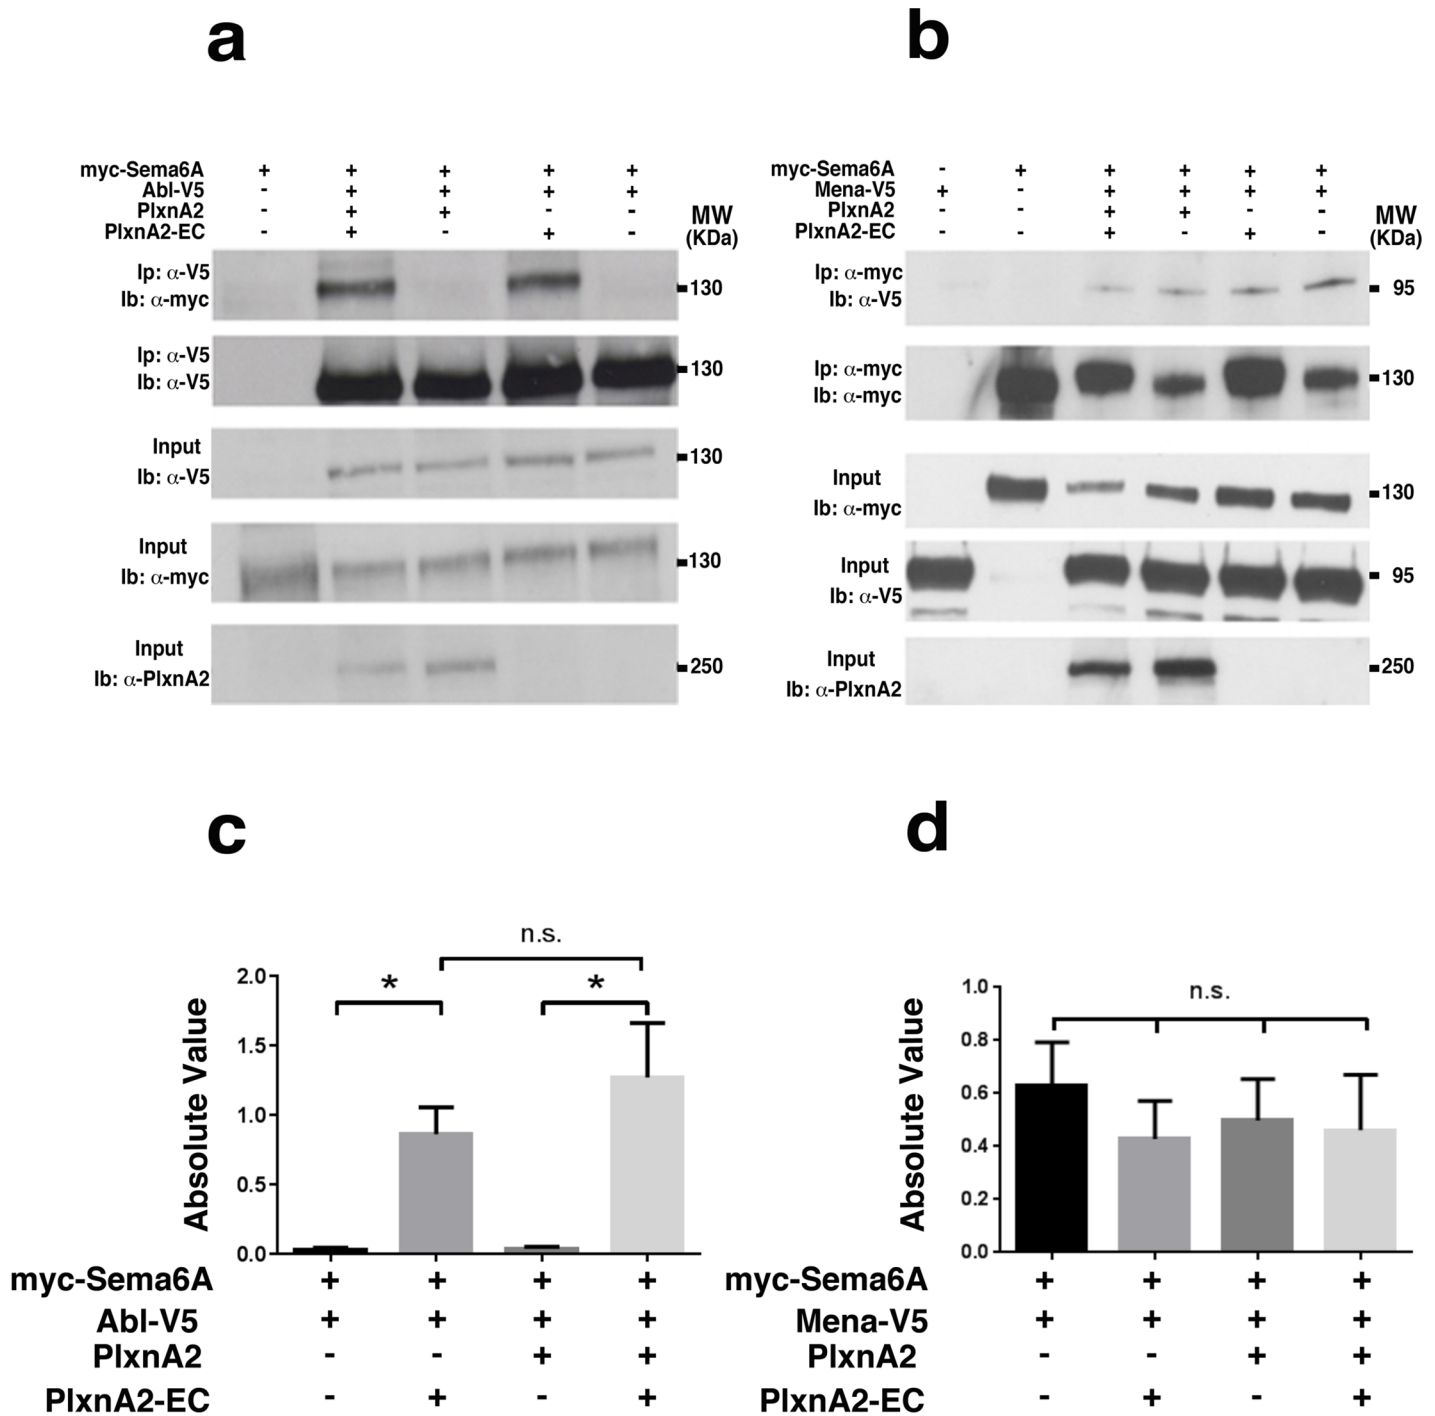 a
myc-Sema6A + + + + +
Abl-V5 - + + + +
PlxnA2 - + + - -
PlxnA2-EC - + - + -
MW
(KDa)
Ip: α-V5
Ib: α-myc
130
Ip: α-V5
Ib: α-V5
130
Input
Ib: α-V5
130
Input
Ib: α-myc
130
Input
Ib: α-PlxnA2
250
b
myc-Sema6A - + + + + +
Mena-V5 + - + + + +
PlxnA2 - - + + - -
PlxnA2-EC - - + - + -
MW
(KDa)
Ip: α-myc
Ib: α-V5
95
Ip: α-myc
Ib: α-myc
130
Input
Ib: α-myc
130
Input
Ib: α-V5
95
Input
Ib: α-PlxnA2
250
c
n.s.
* *
Absolute Value
2.0
1.5
1.0
0.5
0.0
myc-Sema6A + + + +
Abl-V5 + + + +
PlxnA2 - - + +
PlxnA2-EC - + - +
d
n.s.
Absolute Value
1.0
0.8
0.6
0.4
0.2
0.0
myc-Sema6A + + + +
Mena-V5 + + + +
PlxnA2 - - + +
PlxnA2-EC - + - +